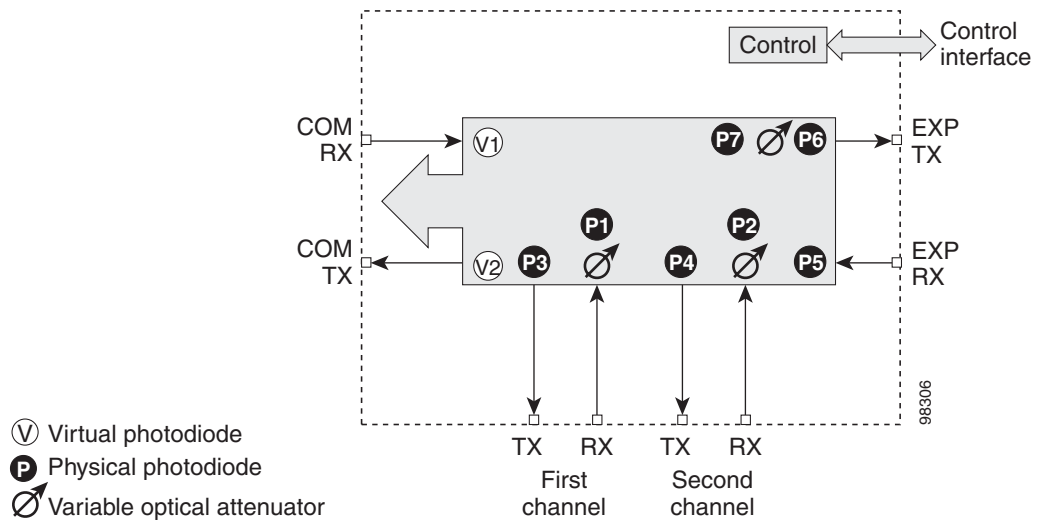 Control
Control
interface
COM
RX
V1
P7
P6
EXP
TX
P1
P2
COM
TX
V2
P3
P4
P5
EXP
RX
98306
TX
RX
TX
RX
First
channel
Second
channel
V Virtual photodiode
P Physical photodiode
Variable optical attenuator